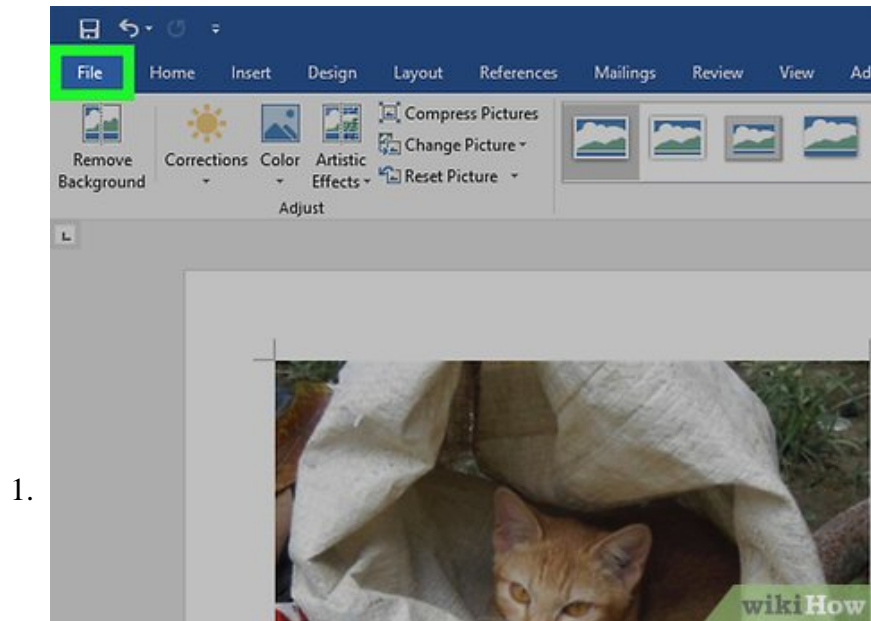 File Home Insert Design Layout References Mailings Review View Ad
Compress Pictures
Change Picture
Reset Picture
Remove Background
Corrections
Color
Artistic Effects
Adjust
1.
wikiHow